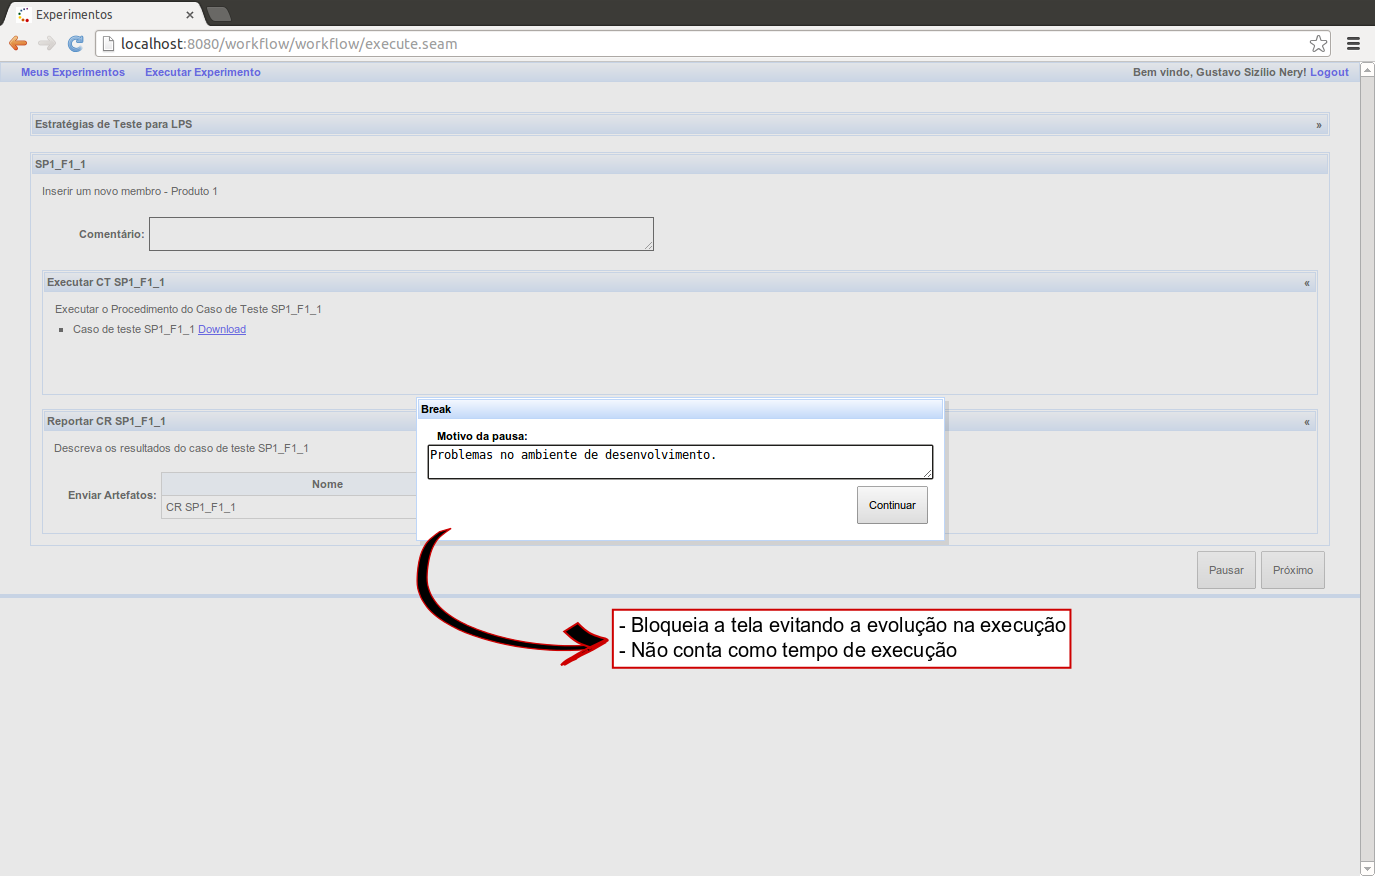 Experimentos
localhost:8080/workflow/workflow/execute.seam
Meus Experimentos Executar Experimento Bem vindo, Gustavo Sizílio Nery! Logout
Estratégias de Teste para LPS »
SP1_F1_1
Inserir um novo membro - Produto 1
Comentário:
Executar CT SP1_F1_1 «
Executar o Procedimento do Caso de Teste SP1_F1_1
Caso de teste SP1_F1_1 Download
Reportar CR SP1_F1_1 «
Descreva os resultados do caso de teste SP1_F1_1
Enviar Artefatos:
Nome
CR SP1_F1_1
Break
Motivo da pausa:
Problemas no ambiente de desenvolvimento.
Continuar
Pausar Próximo
- Bloqueia a tela evitando a evolução na execução
- Não conta como tempo de execução